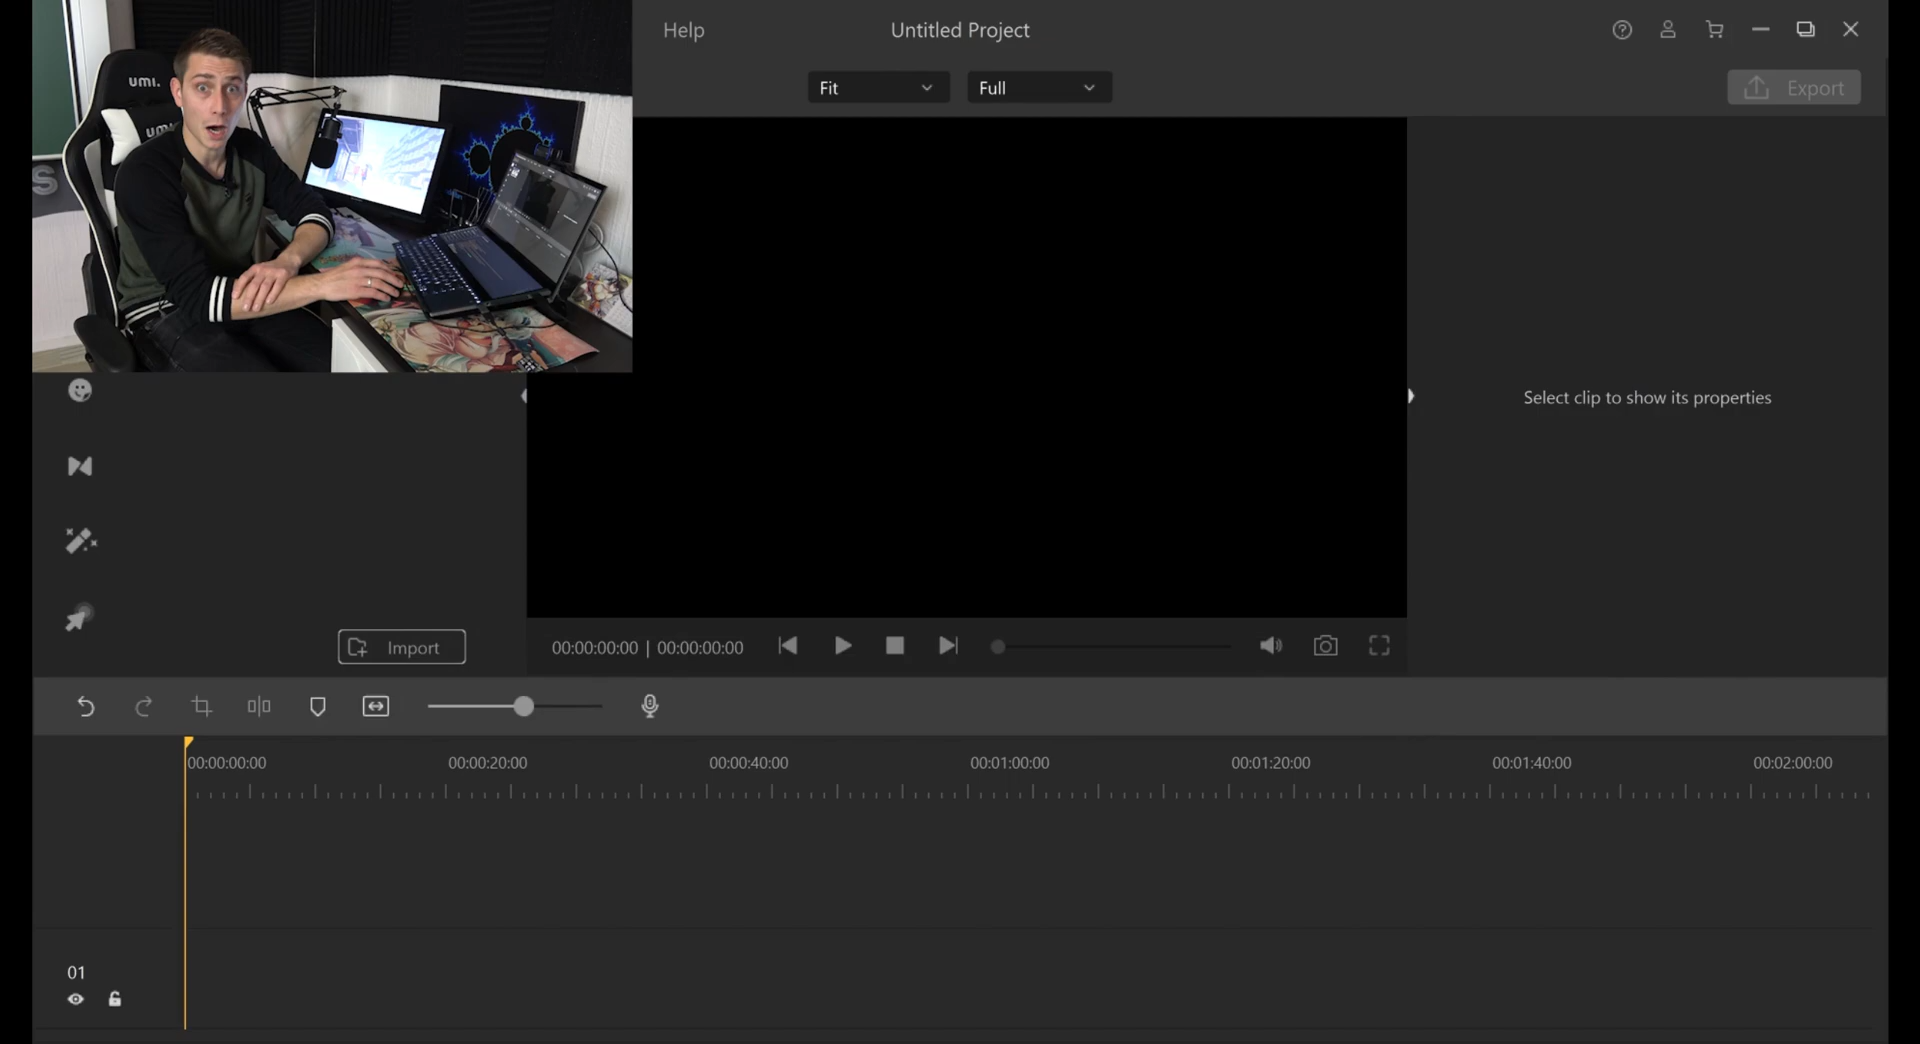 umi.
UMI
S
Help
Untitled Project
Fit
Full
Export
Select clip to show its properties
Import
00:00:00:00 | 00:00:00:00
00:00:00:00
00:00:20:00
00:00:40:00
00:01:00:00
00:01:20:00
00:01:40:00
00:02:00:00
01